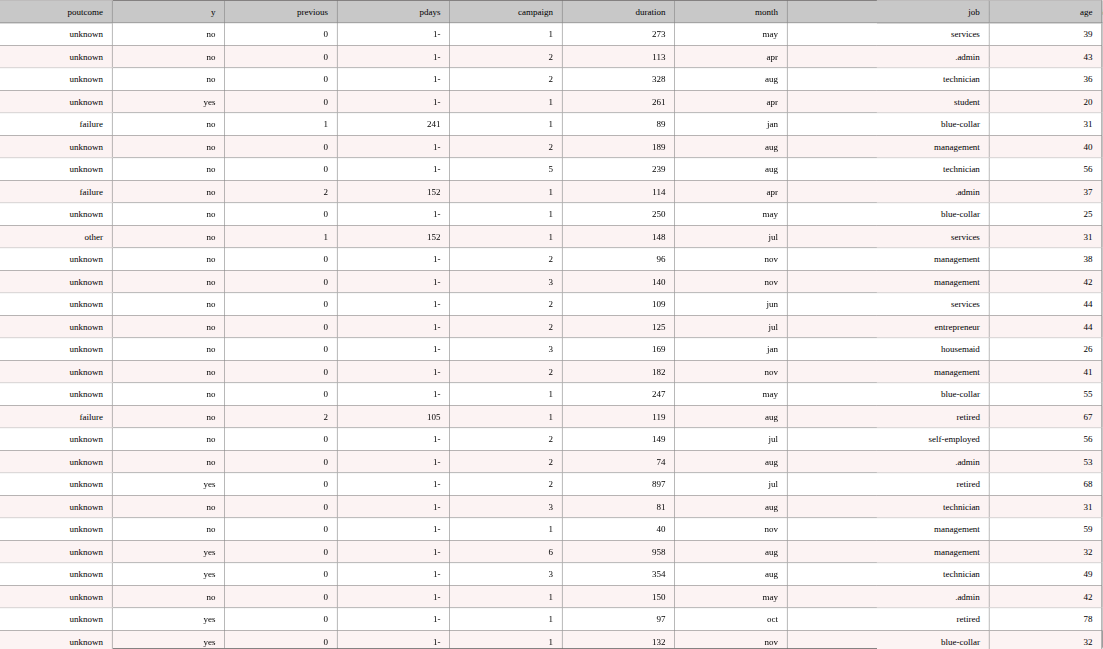 poutcome y previous pdays campaign duration month job age
unknown no 0 1- 1 273 may services 39
unknown no 0 1- 2 113 apr .admin 43
unknown no 0 1- 2 328 aug technician 36
unknown yes 0 1- 1 261 apr student 20
failure no 1 241 1 89 jan blue-collar 31
unknown no 0 1- 2 189 aug management 40
unknown no 0 1- 5 239 aug technician 56
failure no 2 152 1 114 apr .admin 37
unknown no 0 1- 1 250 may blue-collar 25
other no 1 152 1 148 jul services 31
unknown no 0 1- 2 96 nov management 38
unknown no 0 1- 3 140 nov management 42
unknown no 0 1- 2 109 jun services 44
unknown no 0 1- 2 125 jul entrepreneur 44
unknown no 0 1- 3 169 jan housemaid 26
unknown no 0 1- 2 182 nov management 41
unknown no 0 1- 1 247 may blue-collar 55
failure no 2 105 1 119 aug retired 67
unknown no 0 1- 2 149 jul self-employed 56
unknown no 0 1- 2 74 aug .admin 53
unknown yes 0 1- 2 897 jul retired 68
unknown no 0 1- 3 81 aug technician 31
unknown no 0 1- 1 40 nov management 59
unknown yes 0 1- 6 958 aug management 32
unknown yes 0 1- 3 354 aug technician 49
unknown no 0 1- 1 150 may .admin 42
unknown yes 0 1- 1 97 oct retired 78
unknown yes 0 1- 1 132 nov blue-collar 32